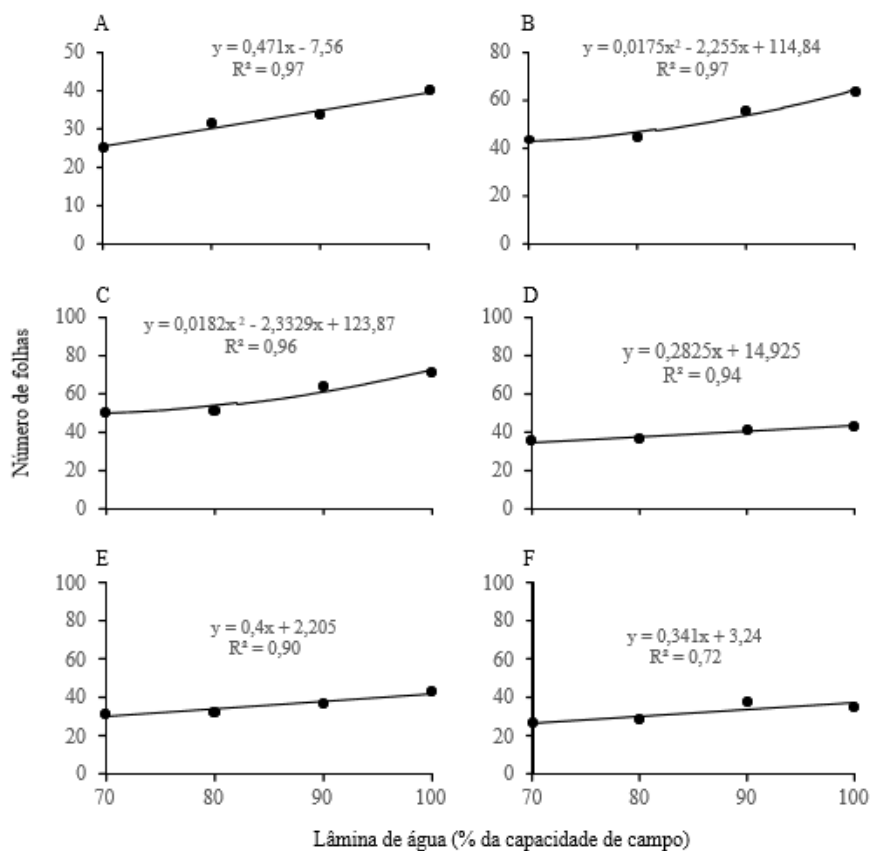 A
y = 0,471x - 7,56
R² = 0,97
50
40
30
20
10
0
B
y = 0,0175x² - 2,255x + 114,84
R² = 0,97
80
60
40
20
0
C
y = 0,0182x² - 2,3329x + 123,87
R² = 0,96
100
80
60
40
20
0
D
y = 0,2825x + 14,925
R² = 0,94
100
80
60
40
20
0
Número de folhas
E
y = 0,4x + 2,205
R² = 0,90
100
80
60
40
20
0
70 80 90 100
F
y = 0,341x + 3,24
R² = 0,72
100
80
60
40
20
0
70 80 90 100
Lâmina de água (% da capacidade de campo)